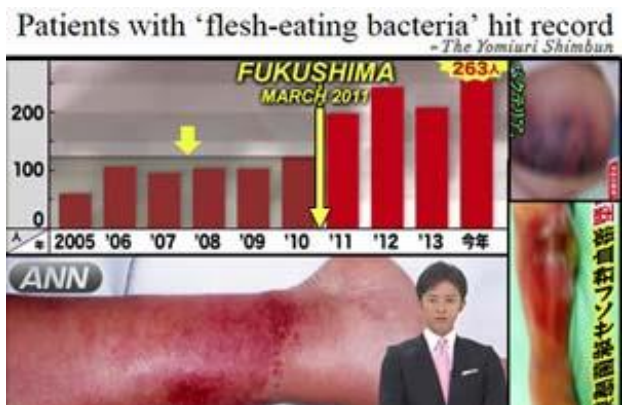 Patients with ‘flesh-eating bacteria’ hit record
– The Yomiuri Shimbun
FUKUSHIMA
MARCH 2011
263人
200
100
0
人 年 2005 '06 '07 '08 '09 '10 '11 '12 '13 今年
ANN